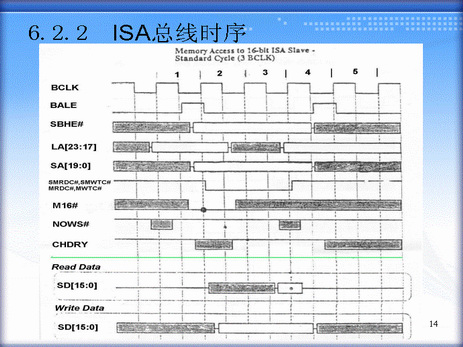 6.2.2 ISA总线时序
Memory Access to 16-bit ISA Slave -
Standard Cycle (3 BCLK)
1 2 3 4 5
BCLK
BALE
SBHE#
LA[23:17]
SA[19:0]
SMRDC#,SMWTC#
MRDC#,MWTC#
M16#
NOWS#
CHDRY
Read Data
SD[15:0]
Write Data
SD[15:0]
14